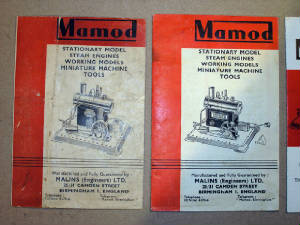 Mamod
STATIONARY MODEL
STEAM ENGINES
WORKING MODELS
MINIATURE MACHINE
TOOLS
Manufactured and Fully Guaranteed by :
MALINS (Engineers) LTD.
25/31 CAMDEN STREET
BIRMINGHAM 1, ENGLAND
Mamod
STATIONARY MODEL
STEAM ENGINES
WORKING MODELS
MINIATURE MACHINE
TOOLS
Manufactured and Fully Guaranteed by :
MALINS (Engineers) LTD.
25/31 CAMDEN STREET
BIRMINGHAM 1, ENGLAND